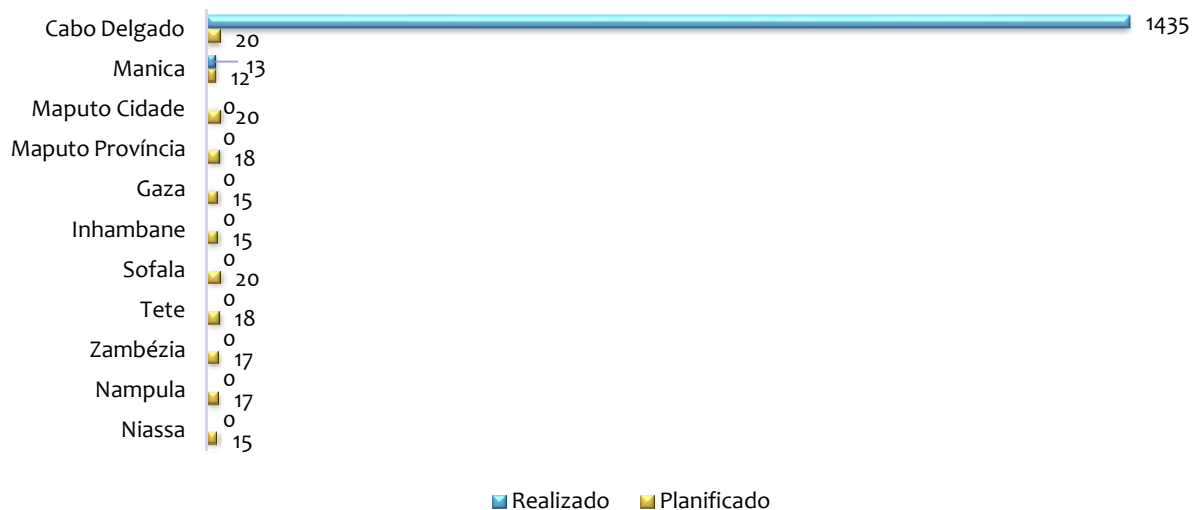 Cabo Delgado 1435
20
Manica 13
12
Maputo Cidade 0
20
Maputo Província 0
18
Gaza 0
15
Inhambane 0
15
Sofala 0
20
Tete 0
18
Zambézia 0
17
Nampula 0
17
Niassa 0
15
Realizado Planificado